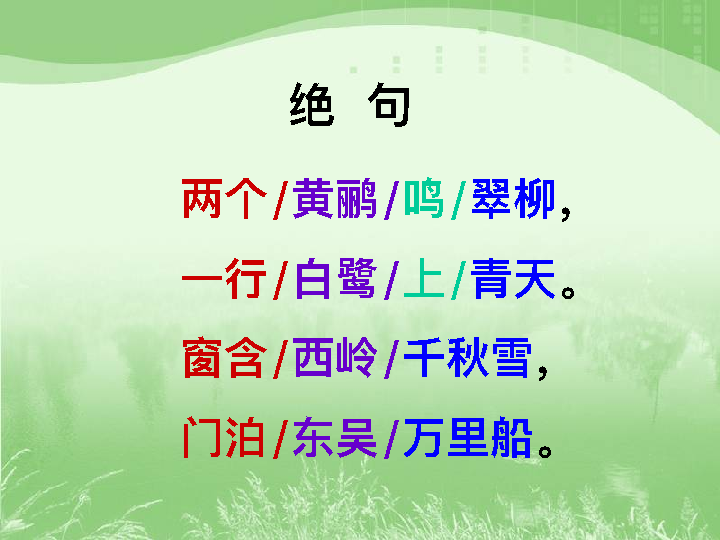 绝 句
两个/黄鹂/鸣/翠柳，
一行/白鹭/上/青天。
窗含/西岭/千秋雪，
门泊/东吴/万里船。